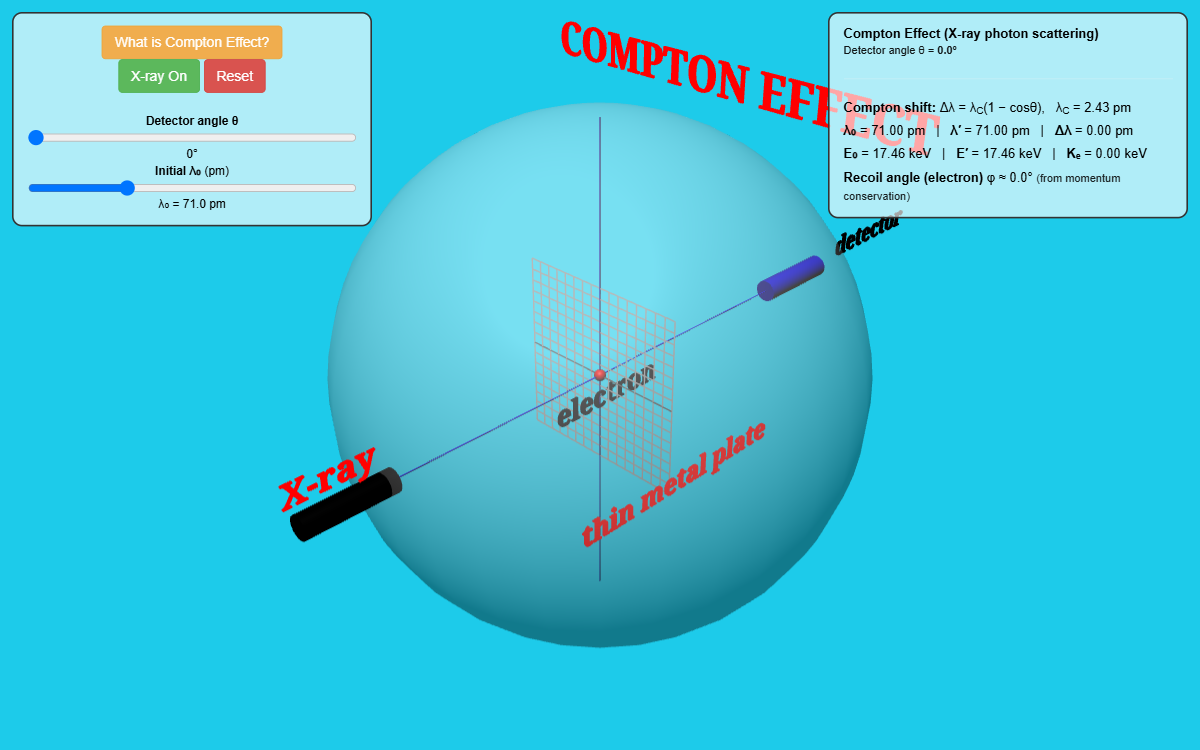 What is Compton Effect?
X-ray On Reset
Detector angle θ
0°
Initial λ₀ (pm)
λ₀ = 71.0 pm
COMPTON EFFECT
Compton Effect (X-ray photon scattering)
Detector angle θ = 0.0°
Compton shift: Δλ = λC(1 − cosθ), λC = 2.43 pm
λ₀ = 71.00 pm | λ′ = 71.00 pm | Δλ = 0.00 pm
E₀ = 17.46 keV | E′ = 17.46 keV | Kₑ = 0.00 keV
Recoil angle (electron) φ ≈ 0.0° (from momentum
conservation)
detector
electron
X-ray
thin metal plate